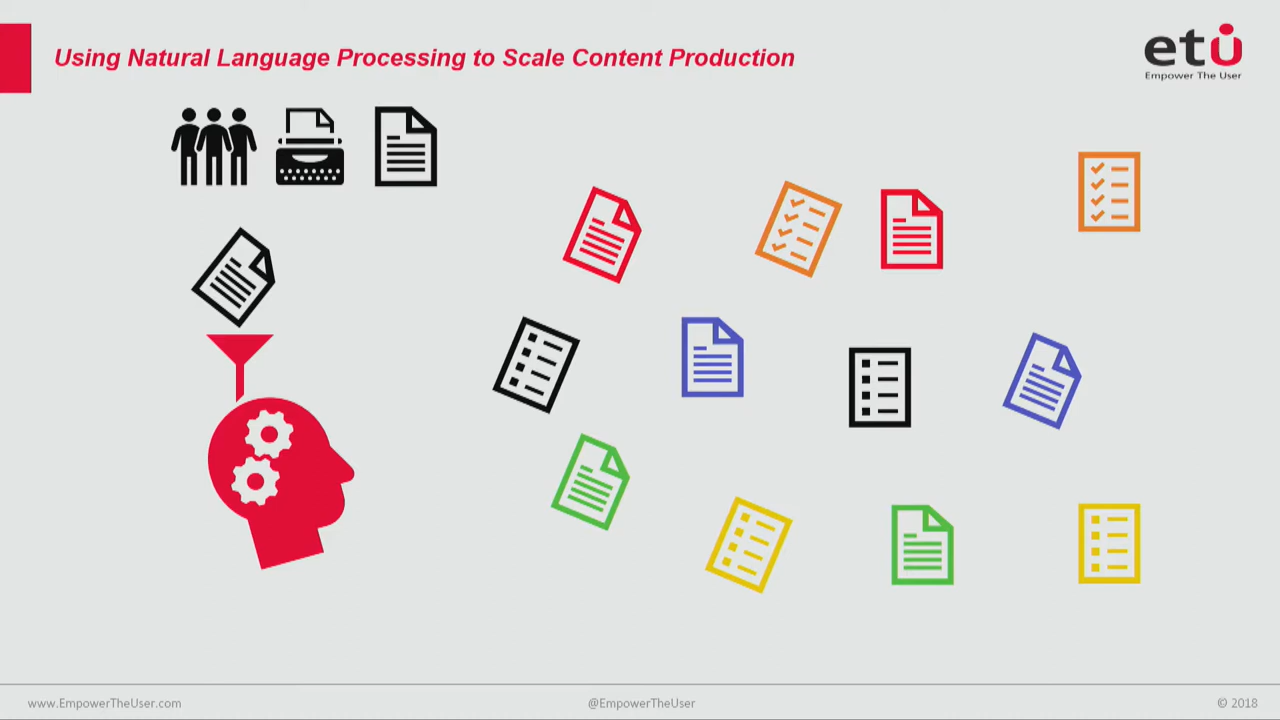 Using Natural Language Processing to Scale Content Production
etu
Empower The User
www.EmpowerTheUser.com
@EmpowerTheUser
© 2018